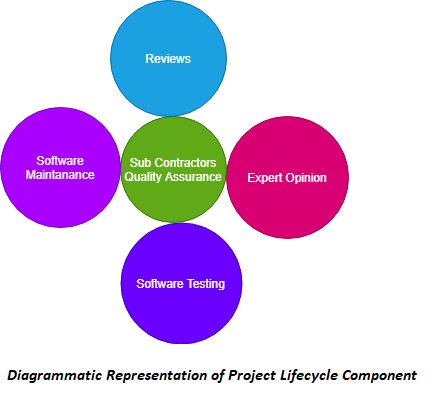 Reviews
Software
Maintanance
Sub Contractors
Quality Assurance
Expert Opinion
Software Testing
Diagrammatic Representation of Project Lifecycle Component